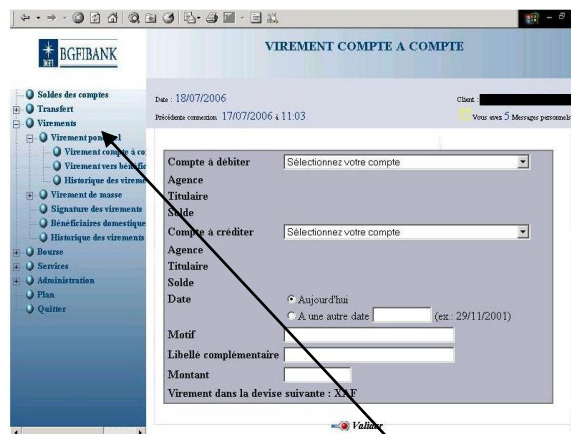 BGFIBANK
BGFI
VIREMENT COMPTE A COMPTE
Soldes des comptes
Transfert
Virements
Virement ponctuel
Virement compte à co
Virement vers bénéfic
Historique des vireme
Virement de masse
Signature des virements
Bénéficiaires domestique
Historique des virements
Bourse
Services
Administration
Plan
Quitter
Date : 18/07/2006
Client :
Précédente connexion 17/07/2006 à 11:03
Vous avez 5 Messages personnels
Compte à débiter Sélectionnez votre compte
Agence
Titulaire
Solde
Compte à créditer Sélectionnez votre compte
Agence
Titulaire
Solde
Date Aujourd'hui
A une autre date (ex.: 29/11/2001)
Motif
Libellé complémentaire
Montant
Virement dans la devise suivante : XAF
Valider